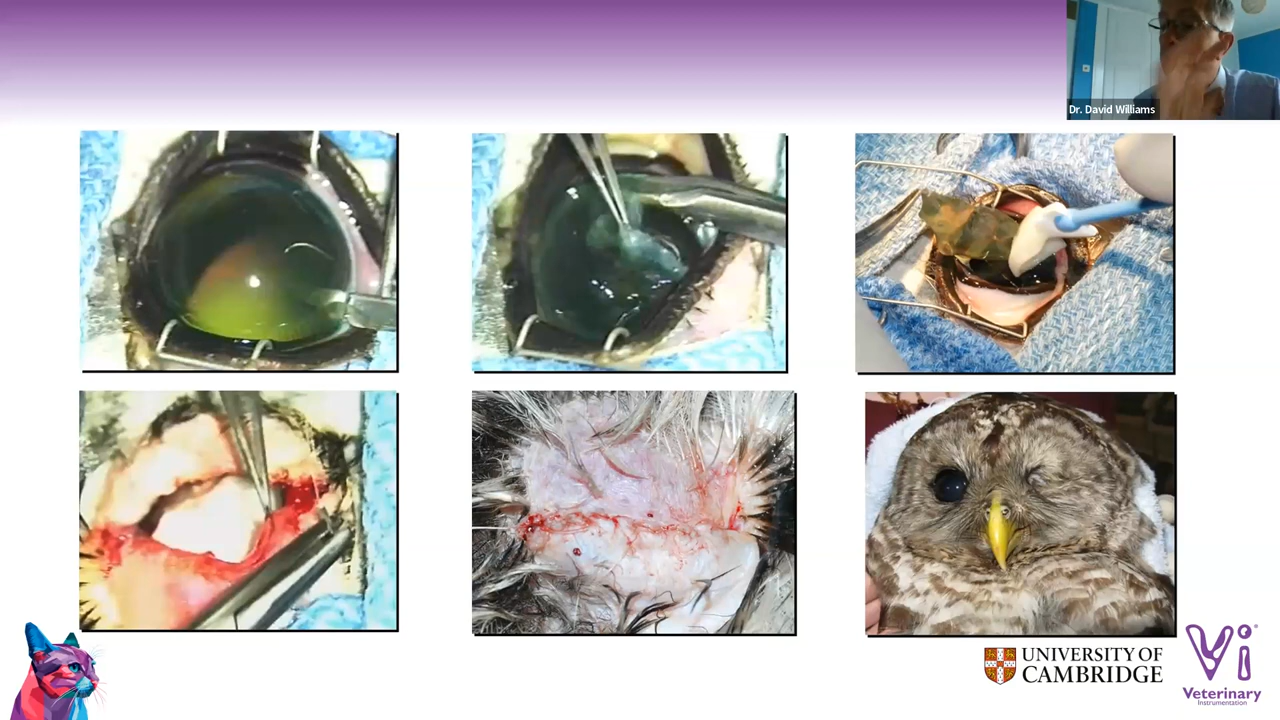 Dr. David Williams
UNIVERSITY OF
CAMBRIDGE
Vi
Veterinary
Instrumentation